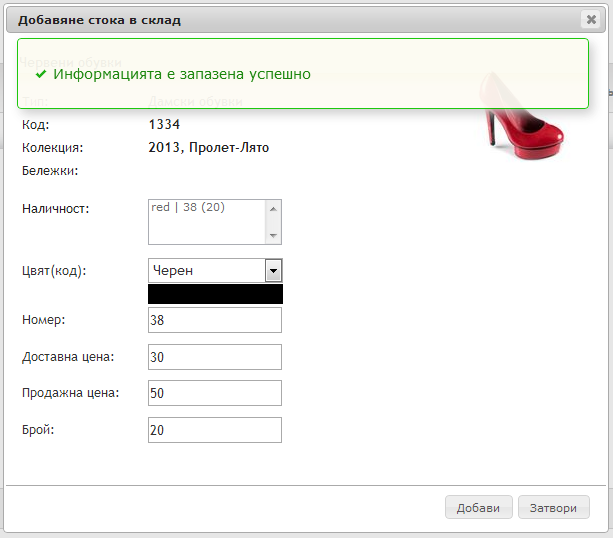 Добавяне стока в склад
Червени обувки
Информацията е запазена успешно
Тип: Дамски обувки
Код: 1334
Колекция: 2013, Пролет-Лято
Бележки:
Наличност: red | 38 (20)
Цвят(код): Черен
Номер: 38
Доставна цена: 30
Продажна цена: 50
Брой: 20
Добави Затвори